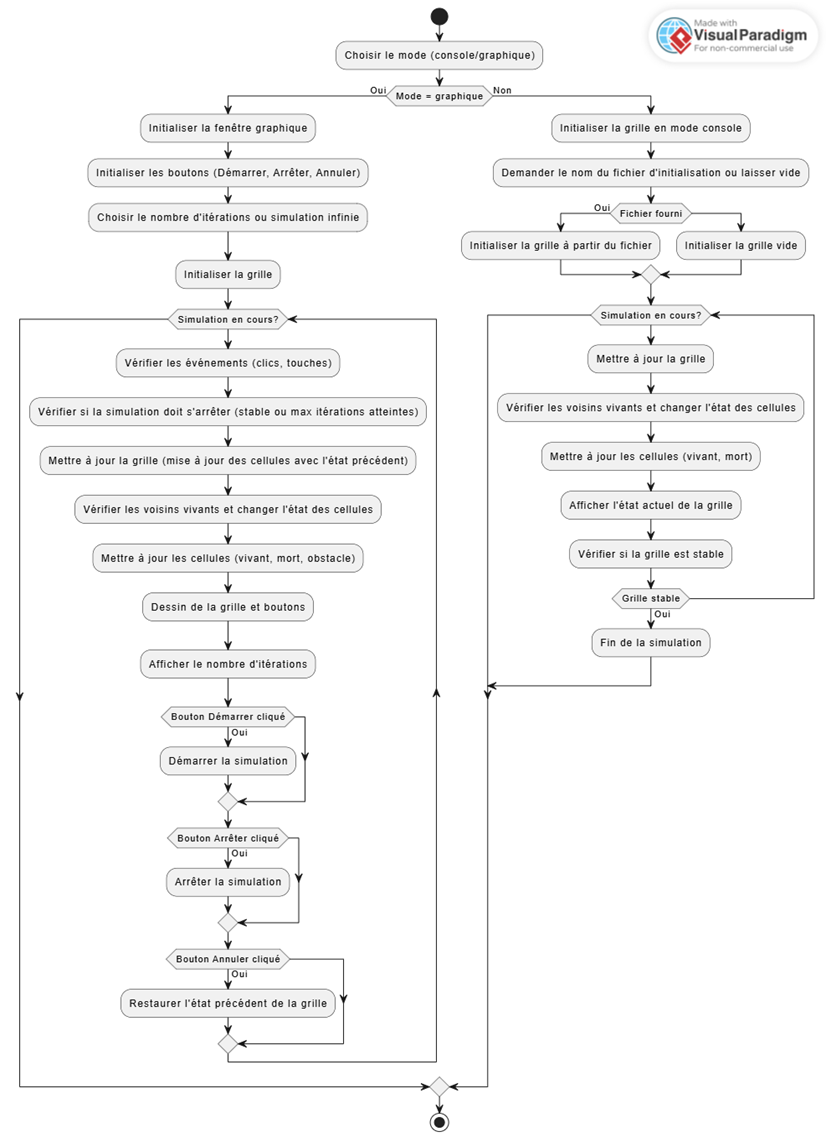 Made with
VisualParadigm
For non-commercial use
Choisir le mode (console/graphique)
Oui
Mode = graphique
Non
Initialiser la fenêtre graphique
Initialiser les boutons (Démarrer, Arrêter, Annuler)
Choisir le nombre d'itérations ou simulation infinie
Initialiser la grille
Simulation en cours?
Vérifier les événements (clics, touches)
Vérifier si la simulation doit s'arrêter (stable ou max itérations atteintes)
Mettre à jour la grille (mise à jour des cellules avec l'état précédent)
Vérifier les voisins vivants et changer l'état des cellules
Mettre à jour les cellules (vivant, mort, obstacle)
Dessin de la grille et boutons
Afficher le nombre d'itérations
Bouton Démarrer cliqué
Oui
Démarrer la simulation
Bouton Arrêter cliqué
Oui
Arrêter la simulation
Bouton Annuler cliqué
Oui
Restaurer l'état précédent de la grille
Initialiser la grille en mode console
Demander le nom du fichier d'initialisation ou laisser vide
Oui
Fichier fourni
Initialiser la grille à partir du fichier
Initialiser la grille vide
Simulation en cours?
Mettre à jour la grille
Vérifier les voisins vivants et changer l'état des cellules
Mettre à jour les cellules (vivant, mort)
Afficher l'état actuel de la grille
Vérifier si la grille est stable
Grille stable
Oui
Fin de la simulation